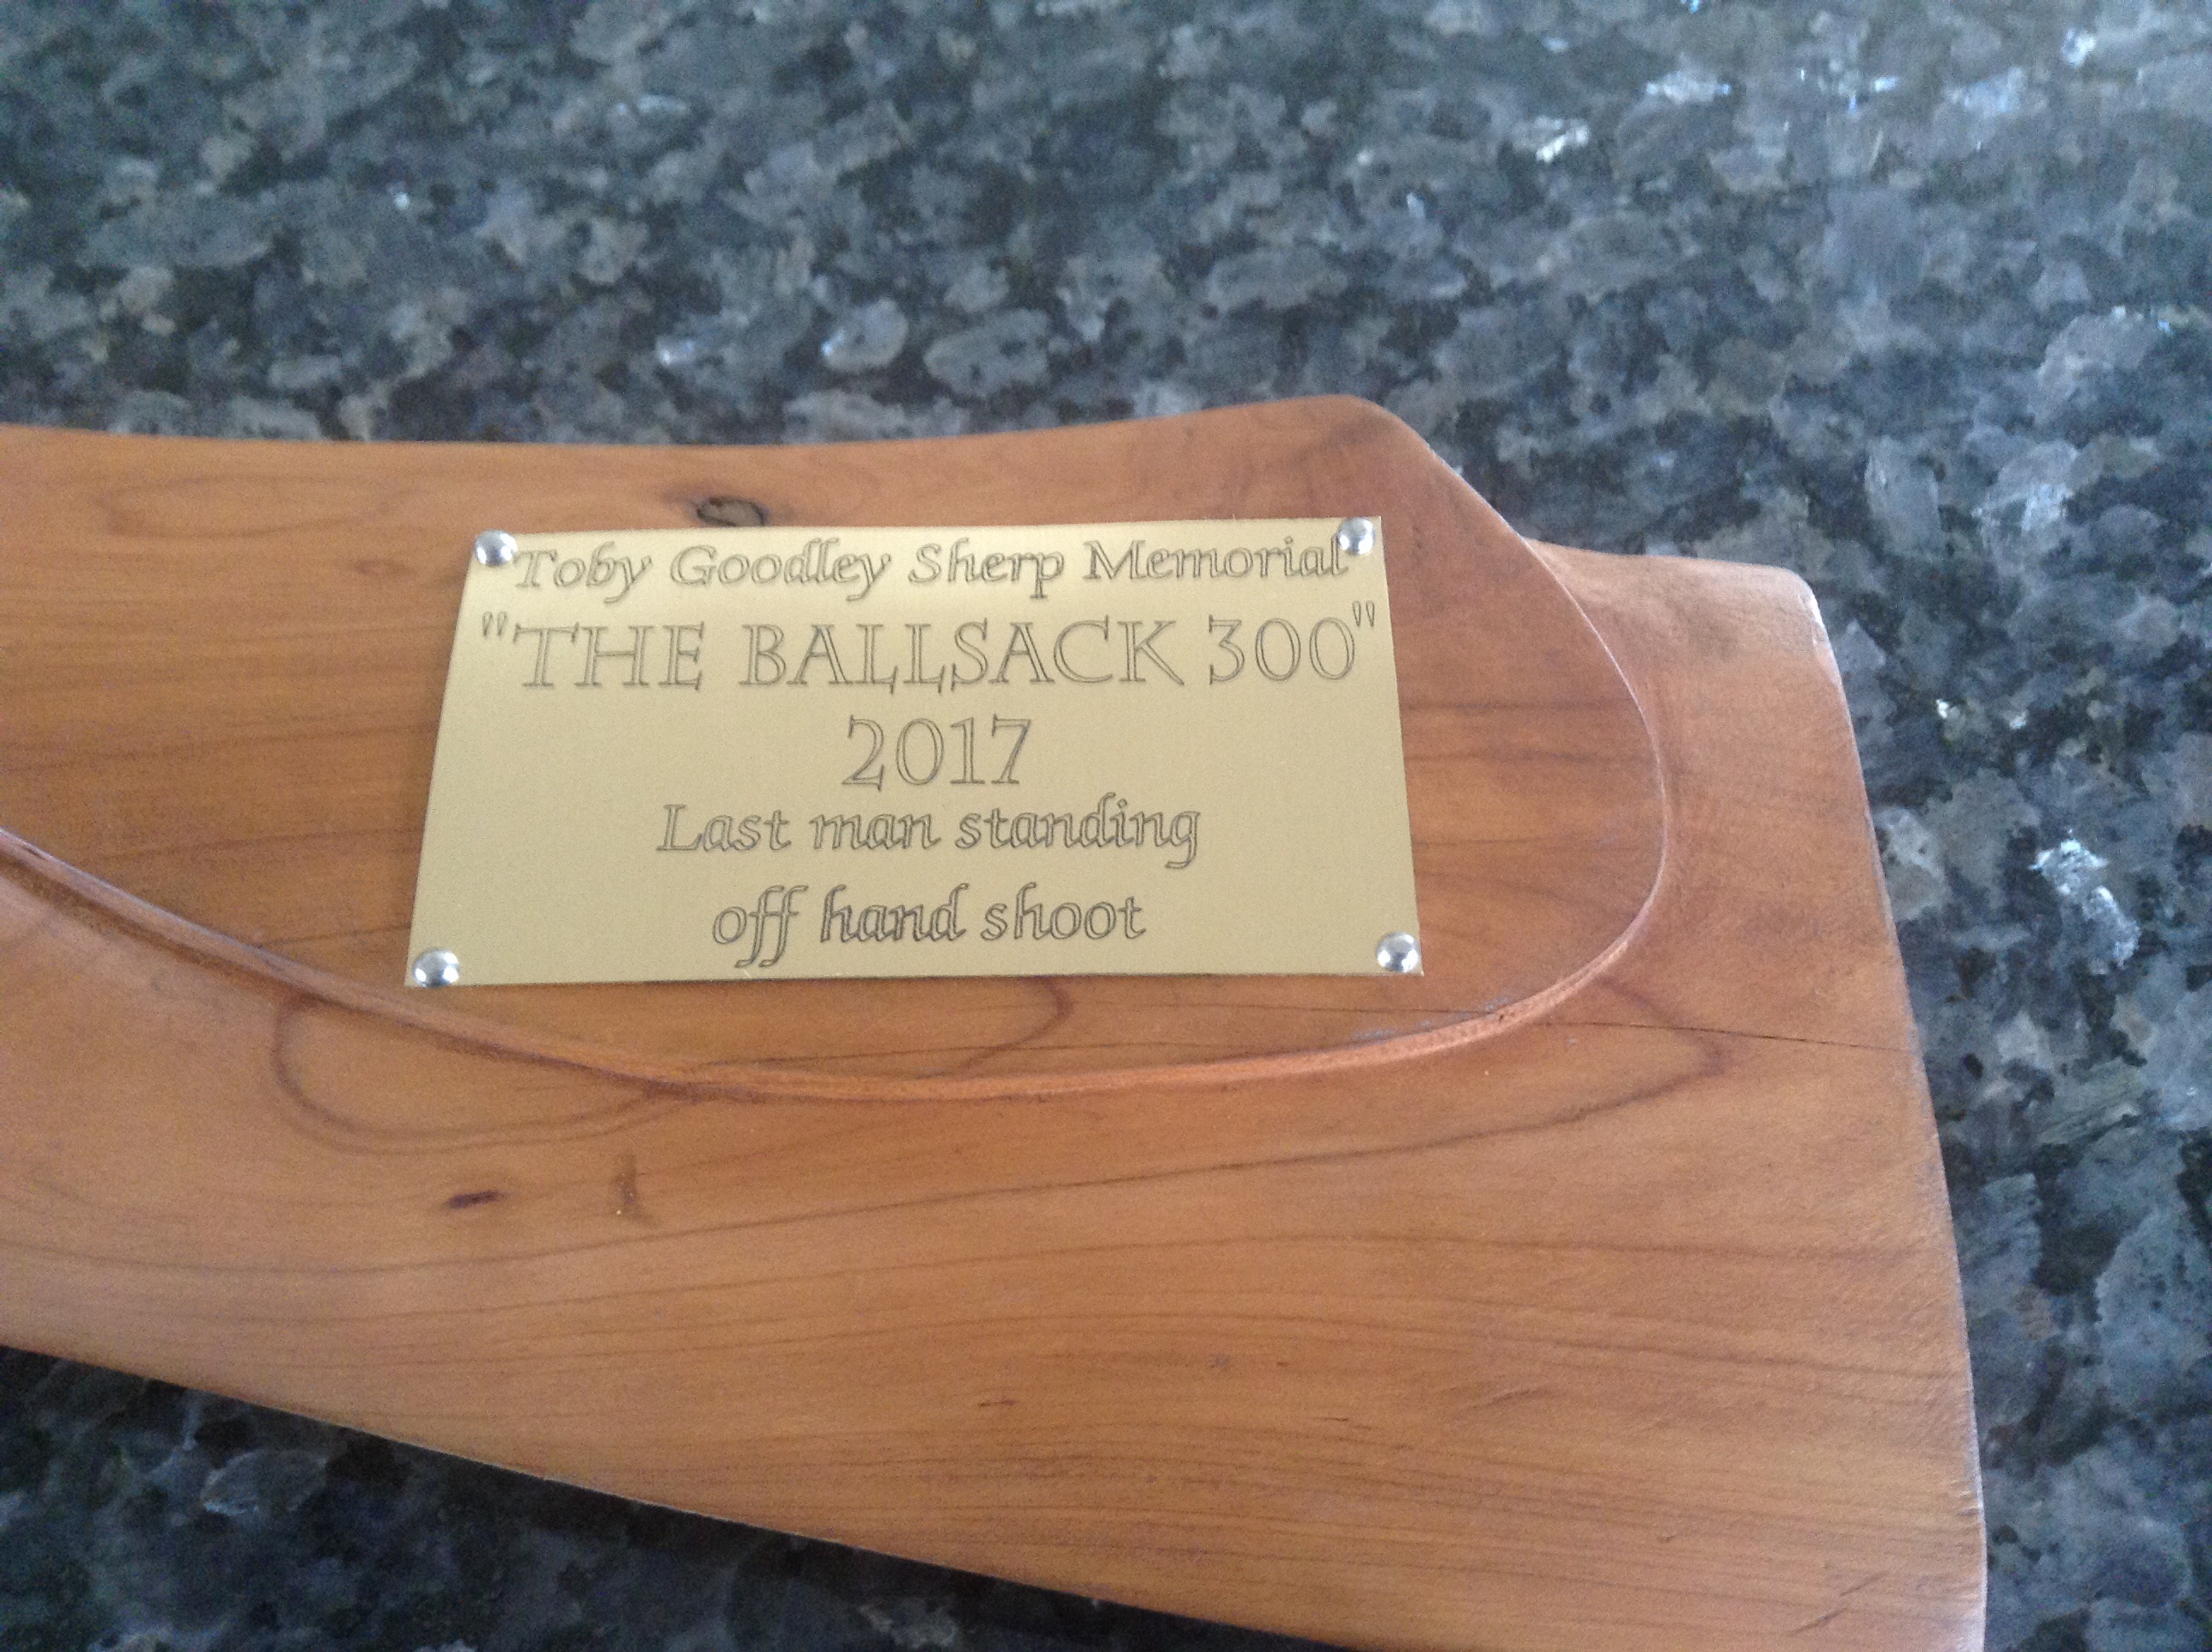 Toby Goodley Sherp Memorial
"THE BALLSACK 300"
2017
Last man standing
off hand shoot